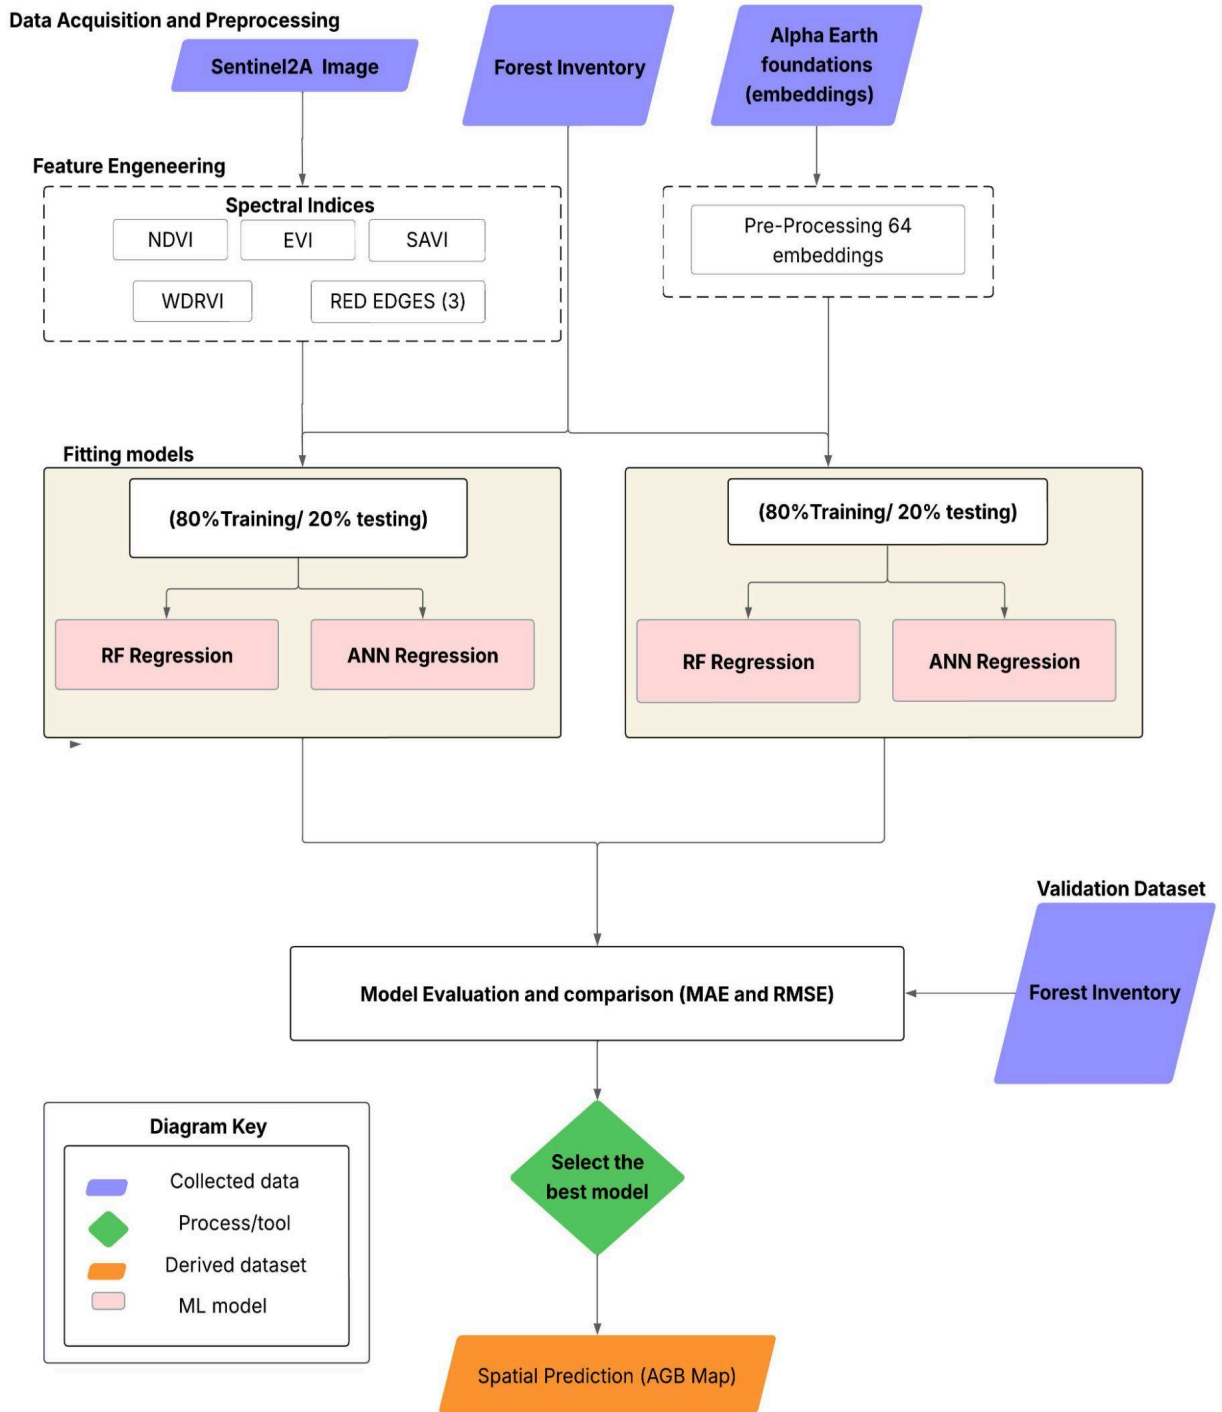 Data Acquisition and Preprocessing
Sentinel2A Image
Forest Inventory
Alpha Earth
foundations
(embeddings)
Feature Engeneering
Spectral Indices
NDVI
EVI
SAVI
WDRVI
RED EDGES (3)
Pre-Processing 64
embeddings
Fitting models
(80%Training/ 20% testing)
RF Regression
ANN Regression
(80%Training/ 20% testing)
RF Regression
ANN Regression
Validation Dataset
Forest Inventory
Model Evaluation and comparison (MAE and RMSE)
Select the
best model
Diagram Key
Collected data
Process/tool
Derived dataset
ML model
Spatial Prediction (AGB Map)